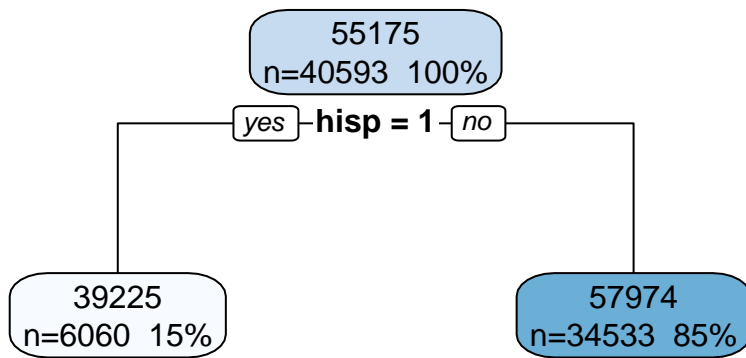 55175
n=40593 100%
yes hisp = 1 no
39225
n=6060 15%
57974
n=34533 85%